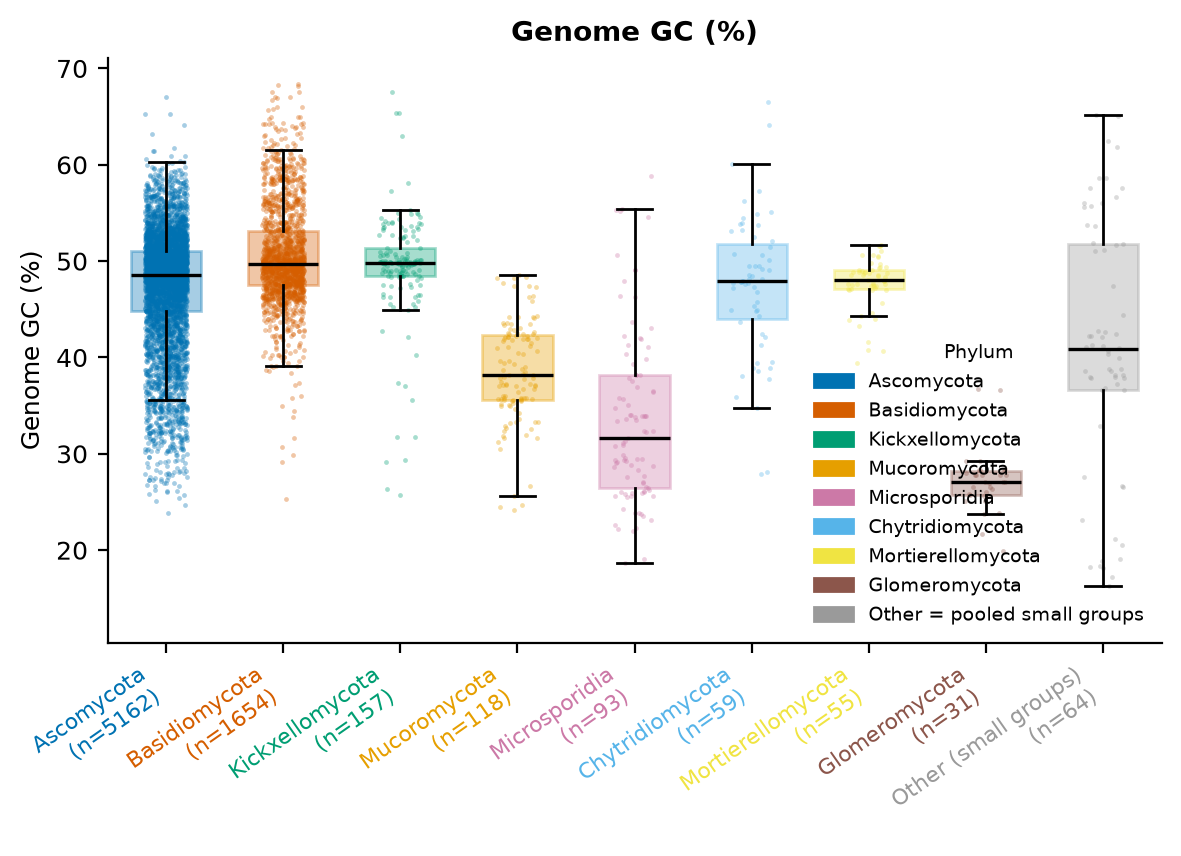 Genome GC (%)
Genome GC (%)
70
60
50
40
30
20
Phylum
Ascomycota
Basidiomycota
Kickxellomycota
Mucoromycota
Microsporidia
Chytridiomycota
Mortierellomycota
Glomeromycota
Other = pooled small groups
Ascomycota
(n=5162)
Basidiomycota
(n=1654)
Kickxellomycota
(n=157)
Mucoromycota
(n=118)
Microsporidia
(n=93)
Chytridiomycota
(n=59)
Mortierellomycota
(n=55)
Glomeromycota
(n=31)
Other (small groups)
(n=64)